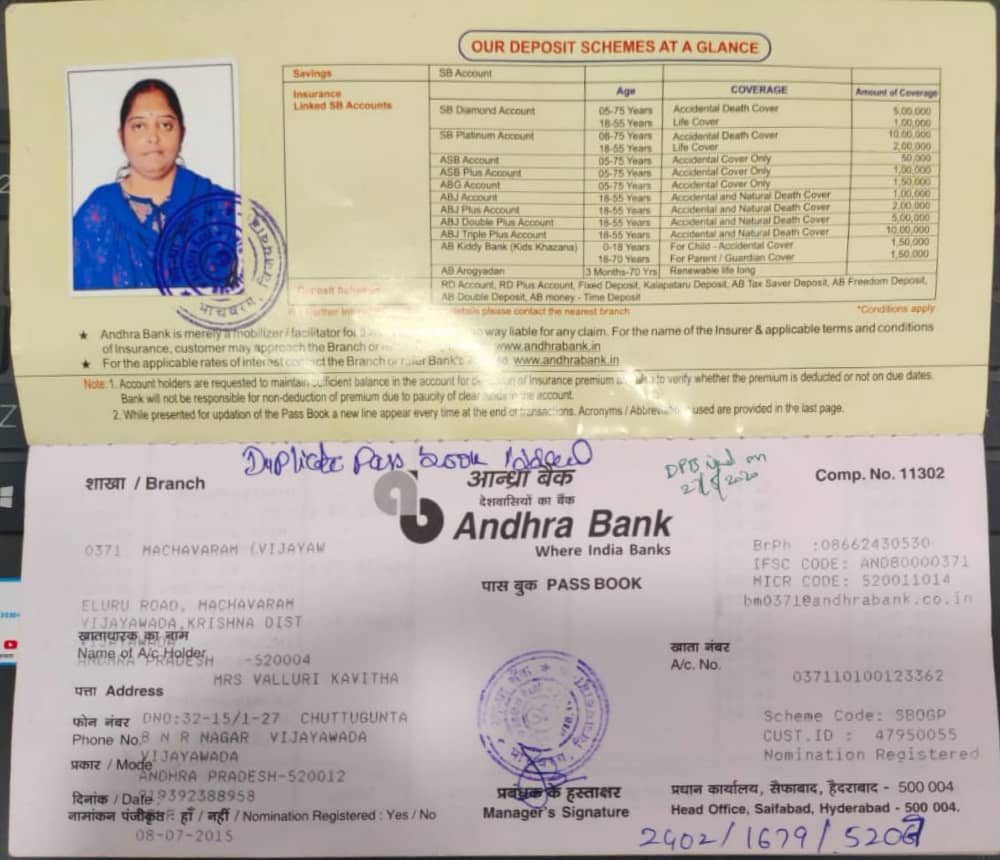 OUR DEPOSIT SCHEMES AT A GLANCE
Savings SB Account
Insurance Linked SB Accounts Age COVERAGE Amount of Coverage
SB Diamond Account 05-75 Years Accidental Death Cover 5,00,000
18-55 Years Life Cover 1,00,000
SB Platinum Account 06-75 Years Accidental Death Cover 10,00,000
18-55 Years Life Cover 2,00,000
ASB Account 05-75 Years Accidental Cover Only 50,000
ASB Plus Account 05-75 Years Accidental Cover Only 1,00,000
ABG Account 05-75 Years Accidental Cover Only 1,50,000
ABJ Account 18-55 Years Accidental and Natural Death Cover 1,00,000
ABJ Plus Account 18-55 Years Accidental and Natural Death Cover 2,00,000
ABJ Double Plus Account 18-55 Years Accidental and Natural Death Cover 5,00,000
ABJ Triple Plus Account 18-55 Years Accidental and Natural Death Cover 10,00,000
AB Kiddy Bank (Kids Khazana) 0-18 Years For Child - Accidental Cover 1,50,000
18-70 Years For Parent / Guardian Cover 1,50,000
AB Arogyadan 3 Months-70 Yrs Renewable life long
Deposit Schemes RD Account, RD Plus Account, Fixed Deposit, Kalapataru Deposit, AB Tax Saver Deposit, AB Freedom Deposit,
AB Double Deposit, AB money - Time Deposit
Further details please contact the nearest branch *Conditions apply
★ Andhra Bank is merely a mobilizer / facilitator for way liable for any claim. For the name of the Insurer & applicable terms and conditions
of Insurance, customer may approach the Branch or www.andhrabank.in
★ For the applicable rates of interest contact the Branch or refer Bank's www.andhrabank.in
Note: 1. Account holders are requested to maintain sufficient balance in the account for of Insurance premium to verify whether the premium is deducted or not on due dates.
Bank will not be responsible for non-deduction of premium due to paucity of clear in the account.
2. While presented for updation of the Pass Book a new line appear every time at the end of transactions. Acronyms / Abbreviations used are provided in the last page.
Duplicate Pass book Issued
DPB on
शाखा / Branch
आन्ध्रा बैंक
Comp. No. 11302
देशवासियों का बैंक
Andhra Bank
Where India Banks
0371 MACHAVARAM (VIJAYAW
BrPh :08662430530
IFSC CODE: ANDB0000371
MICR CODE: 520011014
bm0371@andhrabank.co.in
पास बुक PASS BOOK
ELURU ROAD, MACHAVARAM
VIJAYAWADA,KRISHNA DIST
खाताधारक का नाम
VIJAYAWADA
Name of A/c Holder
ANDHRA PRADESH -520004
खाता नंबर
A/c. No.
037110100123362
MRS VALLURI KAVITHA
पत्ता Address
फोन नंबर DNO:32-15/1-27 CHUTTUGUNTA
Phone No. B N R NAGAR VIJAYAWADA
VIJAYAWADA
प्रकार / Mode
ANDHRA PRADESH-520012
Scheme Code: SBOGP
CUST.ID : 47950055
Nomination Registered
दिनांक / Date 919392388958
नामांकन पंजीकृत हाँ / नहीं / Nomination Registered : Yes / No
08-07-2015
प्रबंधक के हस्ताक्षर
Manager's Signature
प्रधान कार्यालय, सैफाबाद, हैदराबाद - 500 004
Head Office, Saifabad, Hyderabad - 500 004.